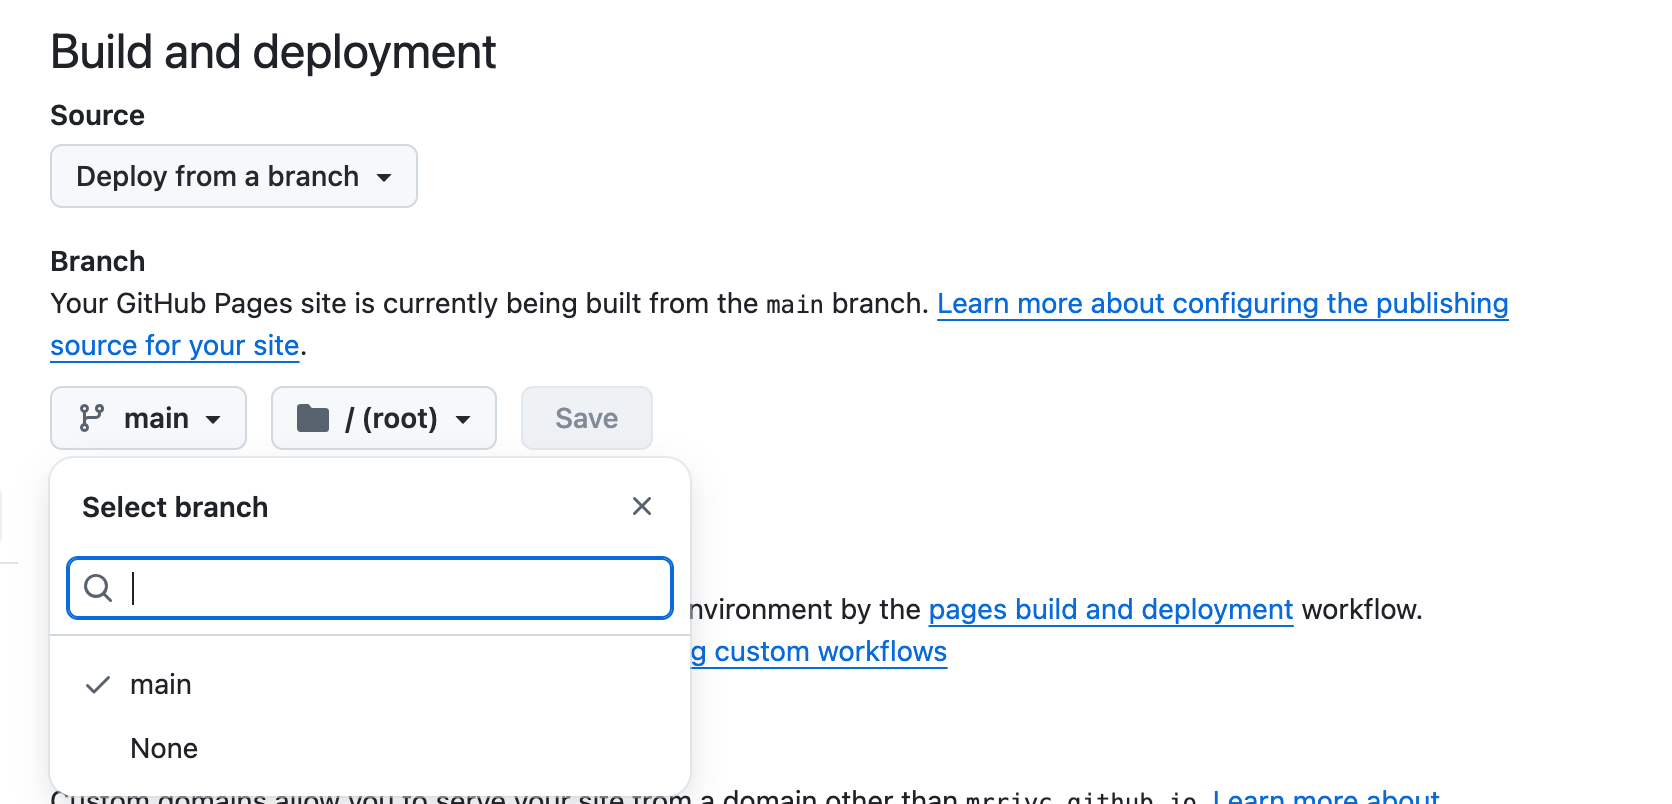 Build and deployment
Source
Deploy from a branch
Branch
Your GitHub Pages site is currently being built from the main branch. Learn more about configuring the publishing
source for your site.
main
/ (root)
Save
Select branch
nvironment by the pages build and deployment workflow.
g custom workflows
main
None
Custom domains allow you to serve your site from a domain other than mrrivc.github.io. Learn more about